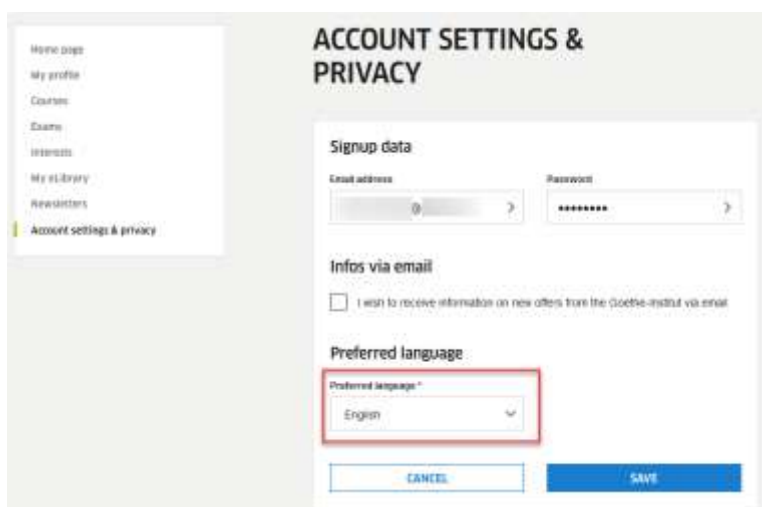 Home page
My profile
Courses
Exams
Interests
My eLibrary
Newsletters
Account settings & privacy
ACCOUNT SETTINGS &
PRIVACY
Signup data
Email address
Password
@
••••••••
Infos via email
I wish to receive information on new offers from the Goethe-Institut via email
Preferred language
Preferred language *
English
CANCEL
SAVE